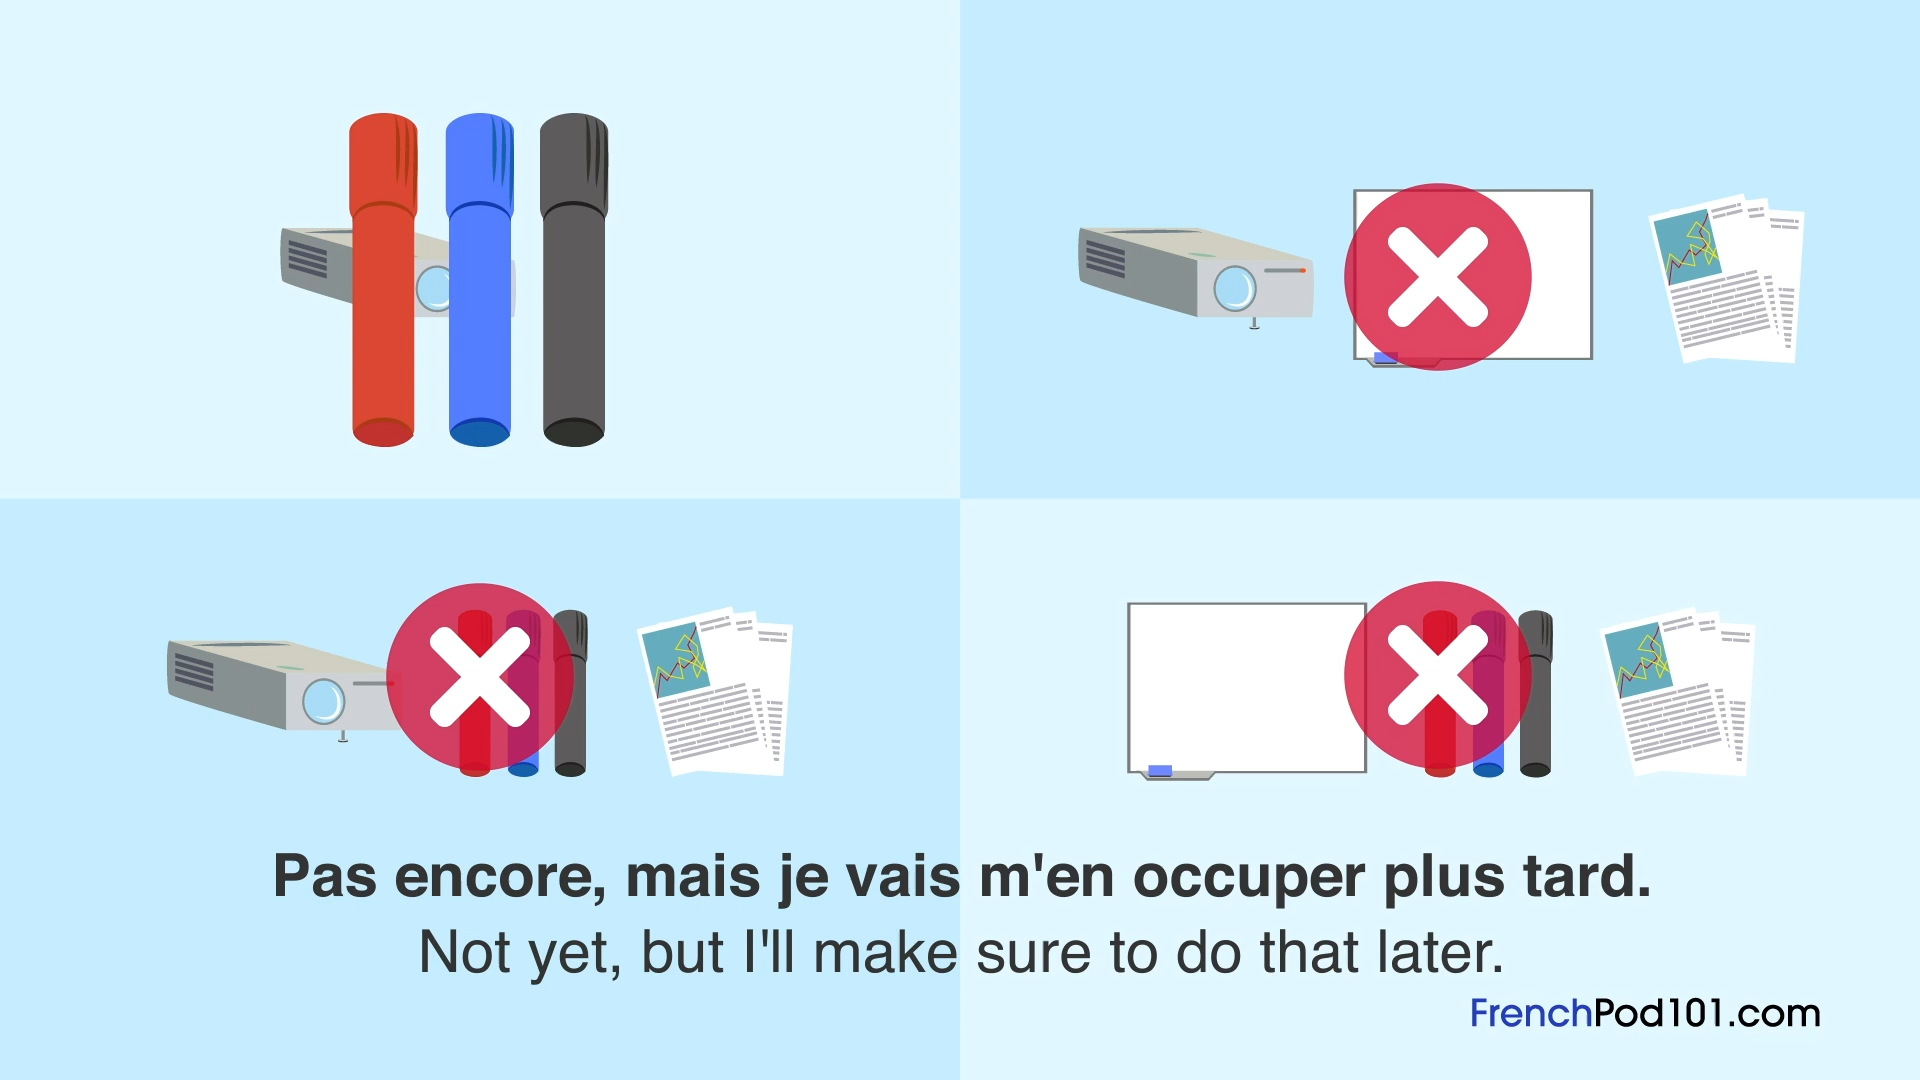 Pas encore, mais je vais m'en occuper plus tard.
Not yet, but I'll make sure to do that later.
FrenchPod101.com